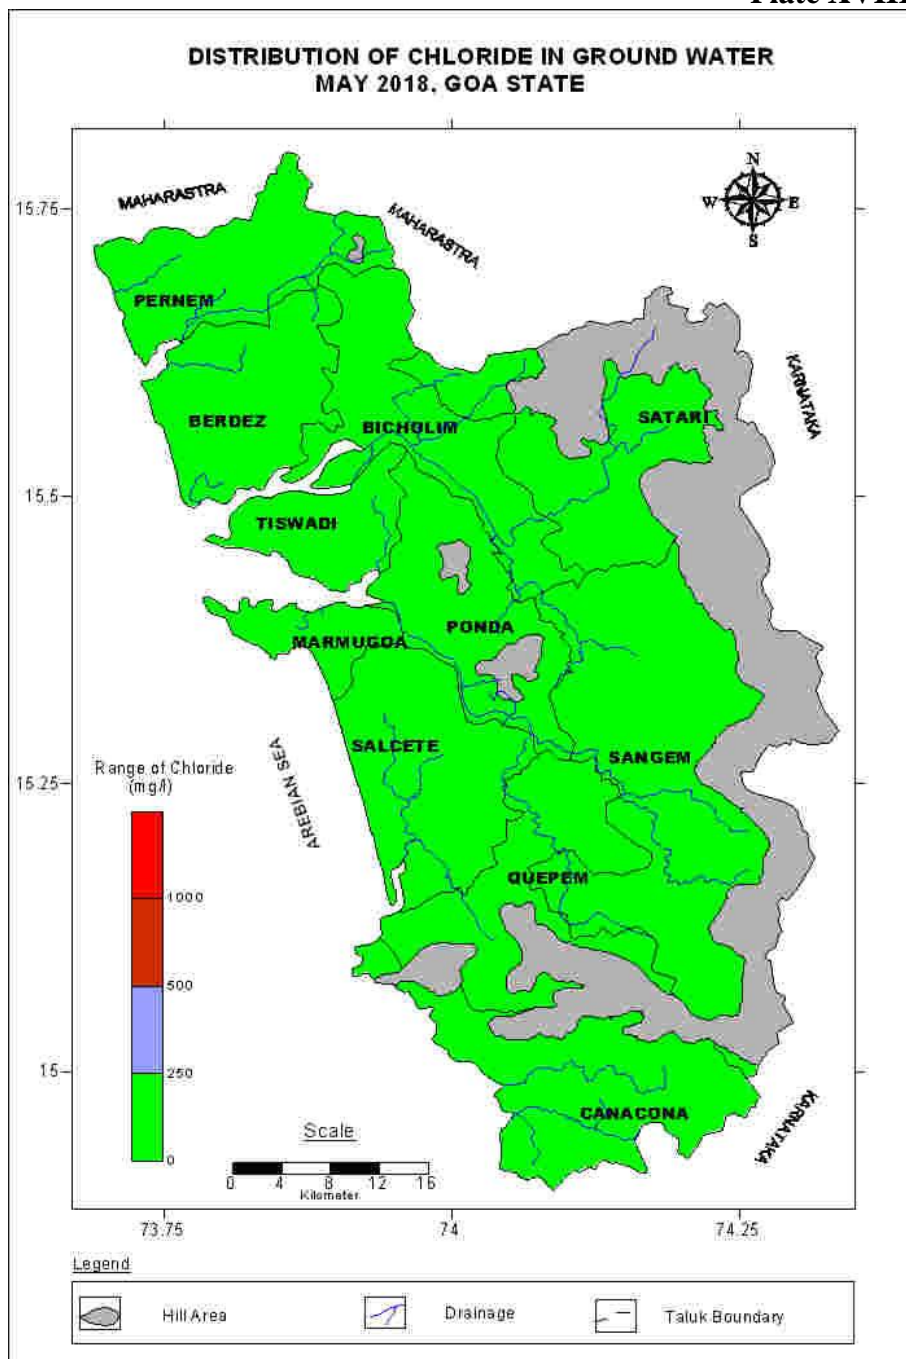 Plate XVIII
DISTRIBUTION OF CHLORIDE IN GROUND WATER
MAY 2018, GOA STATE
N
W E
S
MAHARASTRA
MAHARASTRA
KARNATAKA
15.75
15.5
15.25
15
PERNEM
BERDEZ
BICHOLIM
SATARI
TISWADI
PONDA
MARMUGOA
SALCETE
SANGEM
QUEPEM
CANACONA
AREBIAN SEA
KARNATAKA
Range of Chloride
(mg/l)
1000
500
250
0
Scale
0 4 8 12 16
Kilometer
73.75 74 74.25
Legend
Hill Area
Drainage
Taluk Boundary